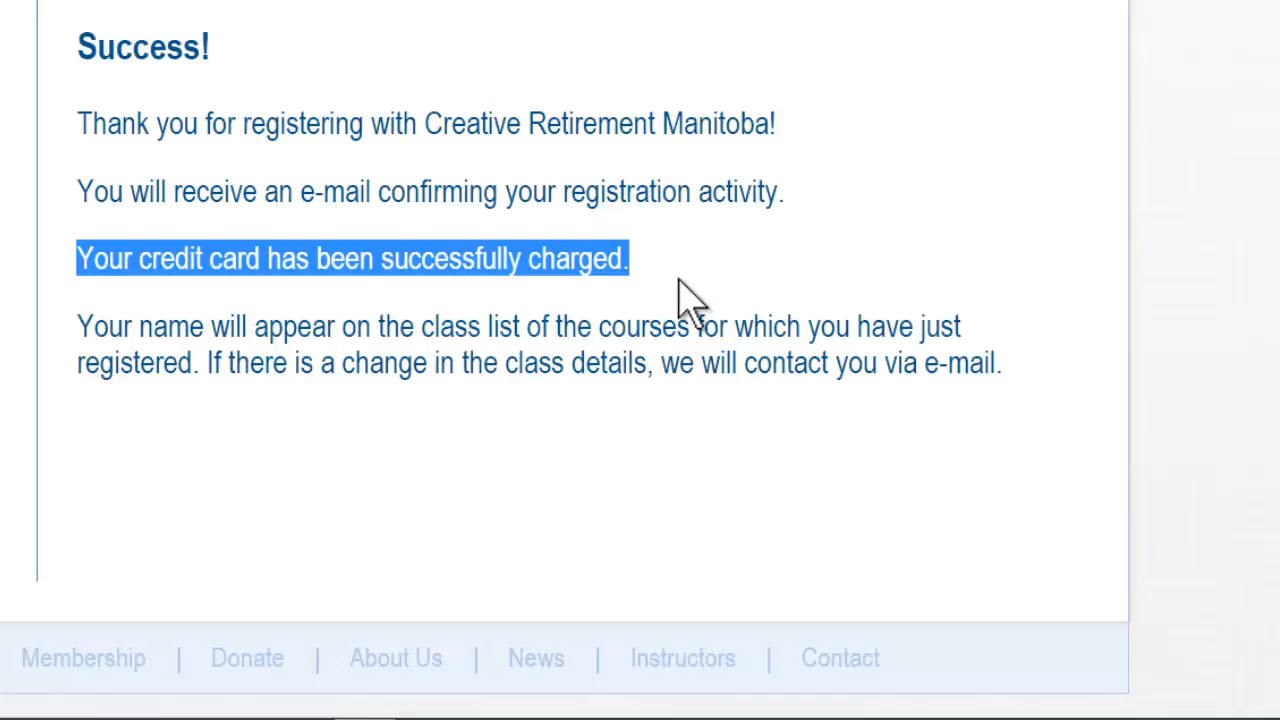 Success!
Thank you for registering with Creative Retirement Manitoba!
You will receive an e-mail confirming your registration activity.
Your credit card has been successfully charged.
Your name will appear on the class list of the courses for which you have just
registered. If there is a change in the class details, we will contact you via e-mail.
Membership | Donate | About Us | News | Instructors | Contact